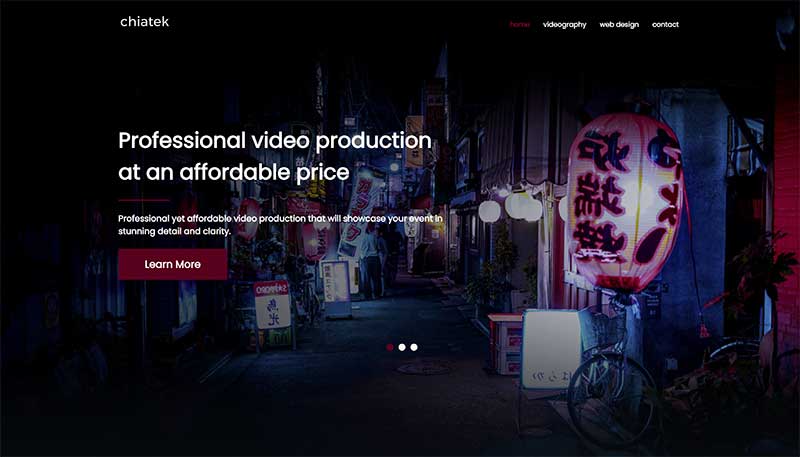 chiatek
home videography web design contact
Professional video production
at an affordable price
Professional yet affordable video production that will showcase your event in
stunning detail and clarity.
Learn More